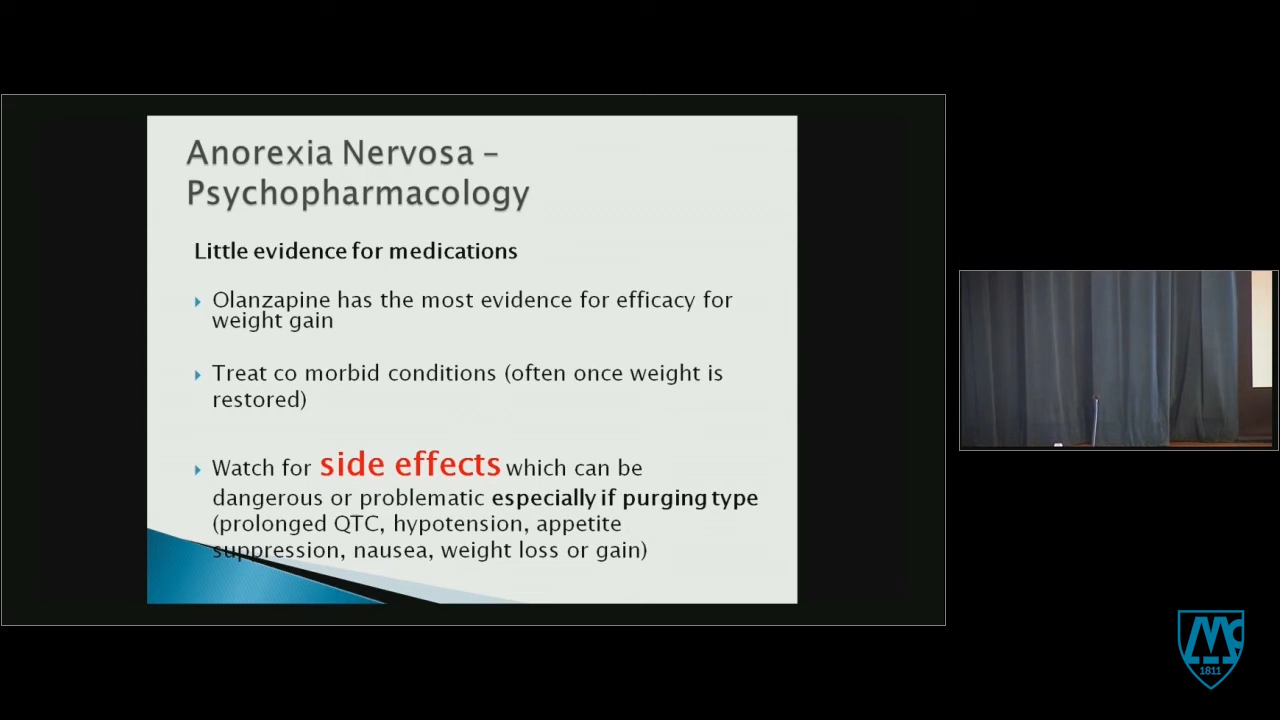 Anorexia Nervosa –
Psychopharmacology
Little evidence for medications
Olanzapine has the most evidence for efficacy for
weight gain
Treat co morbid conditions (often once weight is
restored)
Watch for side effects which can be
dangerous or problematic especially if purging type
(prolonged QTC, hypotension, appetite
suppression, nausea, weight loss or gain)
Mc
1811